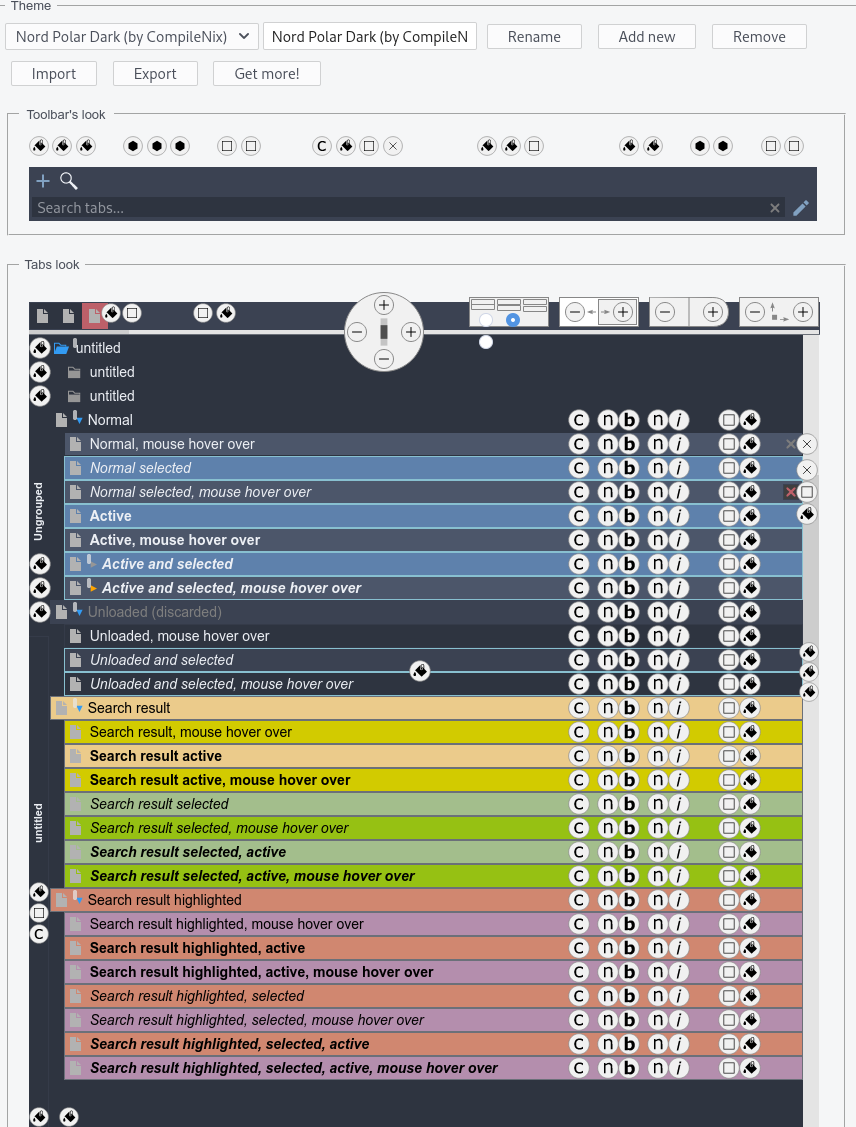 Theme
Nord Polar Dark (by CompileNix)
Nord Polar Dark (by CompileN
Rename
Add new
Remove
Import
Export
Get more!
Toolbar's look
C
Search tabs...
Tabs look
untitled
untitled
untitled
Normal C n b n i
Normal, mouse hover over C n b n i
Normal selected C n b n i
Normal selected, mouse hover over C n b n i
Ungrouped
Active C n b n i
Active, mouse hover over C n b n i
Active and selected C n b n i
Active and selected, mouse hover over C n b n i
Unloaded (discarded) C n b n i
Unloaded, mouse hover over C n b n i
Unloaded and selected C n b n i
Unloaded and selected, mouse hover over C n b n i
Search result C n b n i
Search result, mouse hover over C n b n i
Search result active C n b n i
Search result active, mouse hover over C n b n i
Search result selected C n b n i
untitled
Search result selected, mouse hover over C n b n i
Search result selected, active C n b n i
Search result selected, active, mouse hover over C n b n i
Search result highlighted C n b n i
Search result highlighted, mouse hover over C n b n i
C
Search result highlighted, active C n b n i
Search result highlighted, active, mouse hover over C n b n i
Search result highlighted, selected C n b n i
Search result highlighted, selected, mouse hover over C n b n i
Search result highlighted, selected, active C n b n i
Search result highlighted, selected, active, mouse hover over C n b n i